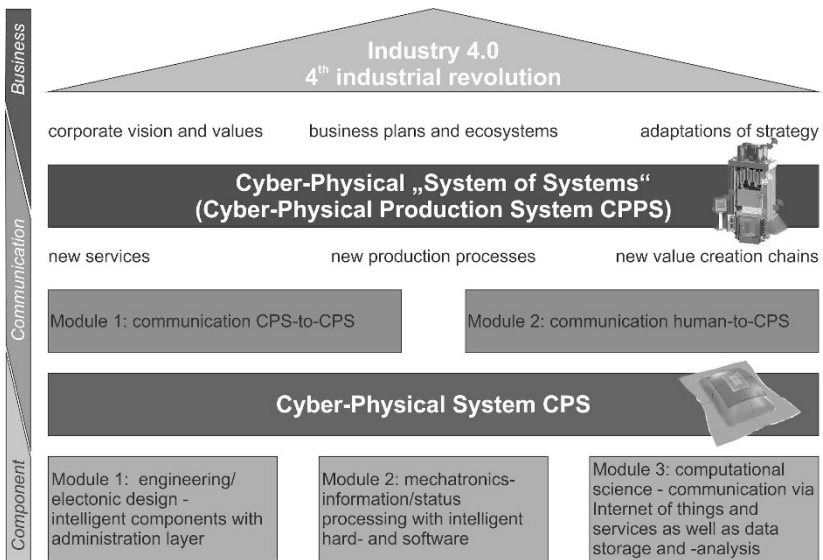 Business
Communication
Component
Industry 4.0
4th industrial revolution
corporate vision and values
business plans and ecosystems
adaptations of strategy
Cyber-Physical „System of Systems“
(Cyber-Physical Production System CPPS)
new services
new production processes
new value creation chains
Module 1: communication CPS-to-CPS
Module 2: communication human-to-CPS
Cyber-Physical System CPS
Module 1: engineering/
electonic design -
intelligent components with
administration layer
Module 2: mechatronics-
information/status
processing with intelligent
hard- and software
Module 3: computational
science - communication via
Internet of things and
services as well as data
storage and -analysis